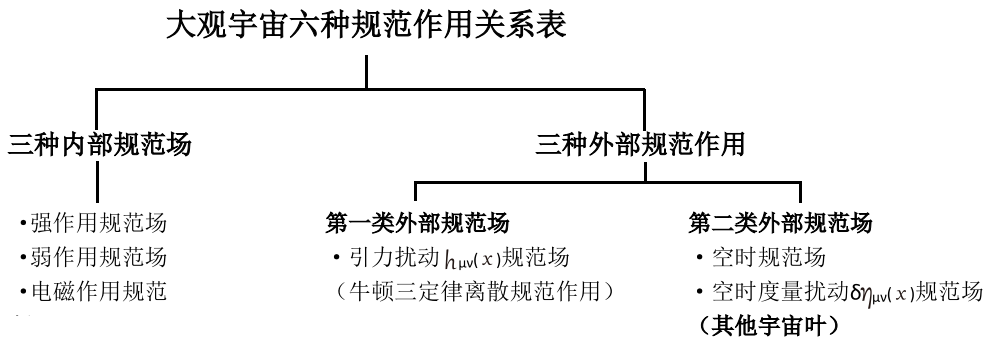 大观宇宙六种规范作用关系表
三种内部规范场
三种外部规范作用
·强作用规范场
·弱作用规范场
·电磁作用规范
第一类外部规范场
·引力扰动hμν(x)规范场
（牛顿三定律离散规范作用）
第二类外部规范场
·空时规范场
·空时度量扰动δημν(x)规范场
（其他宇宙叶）